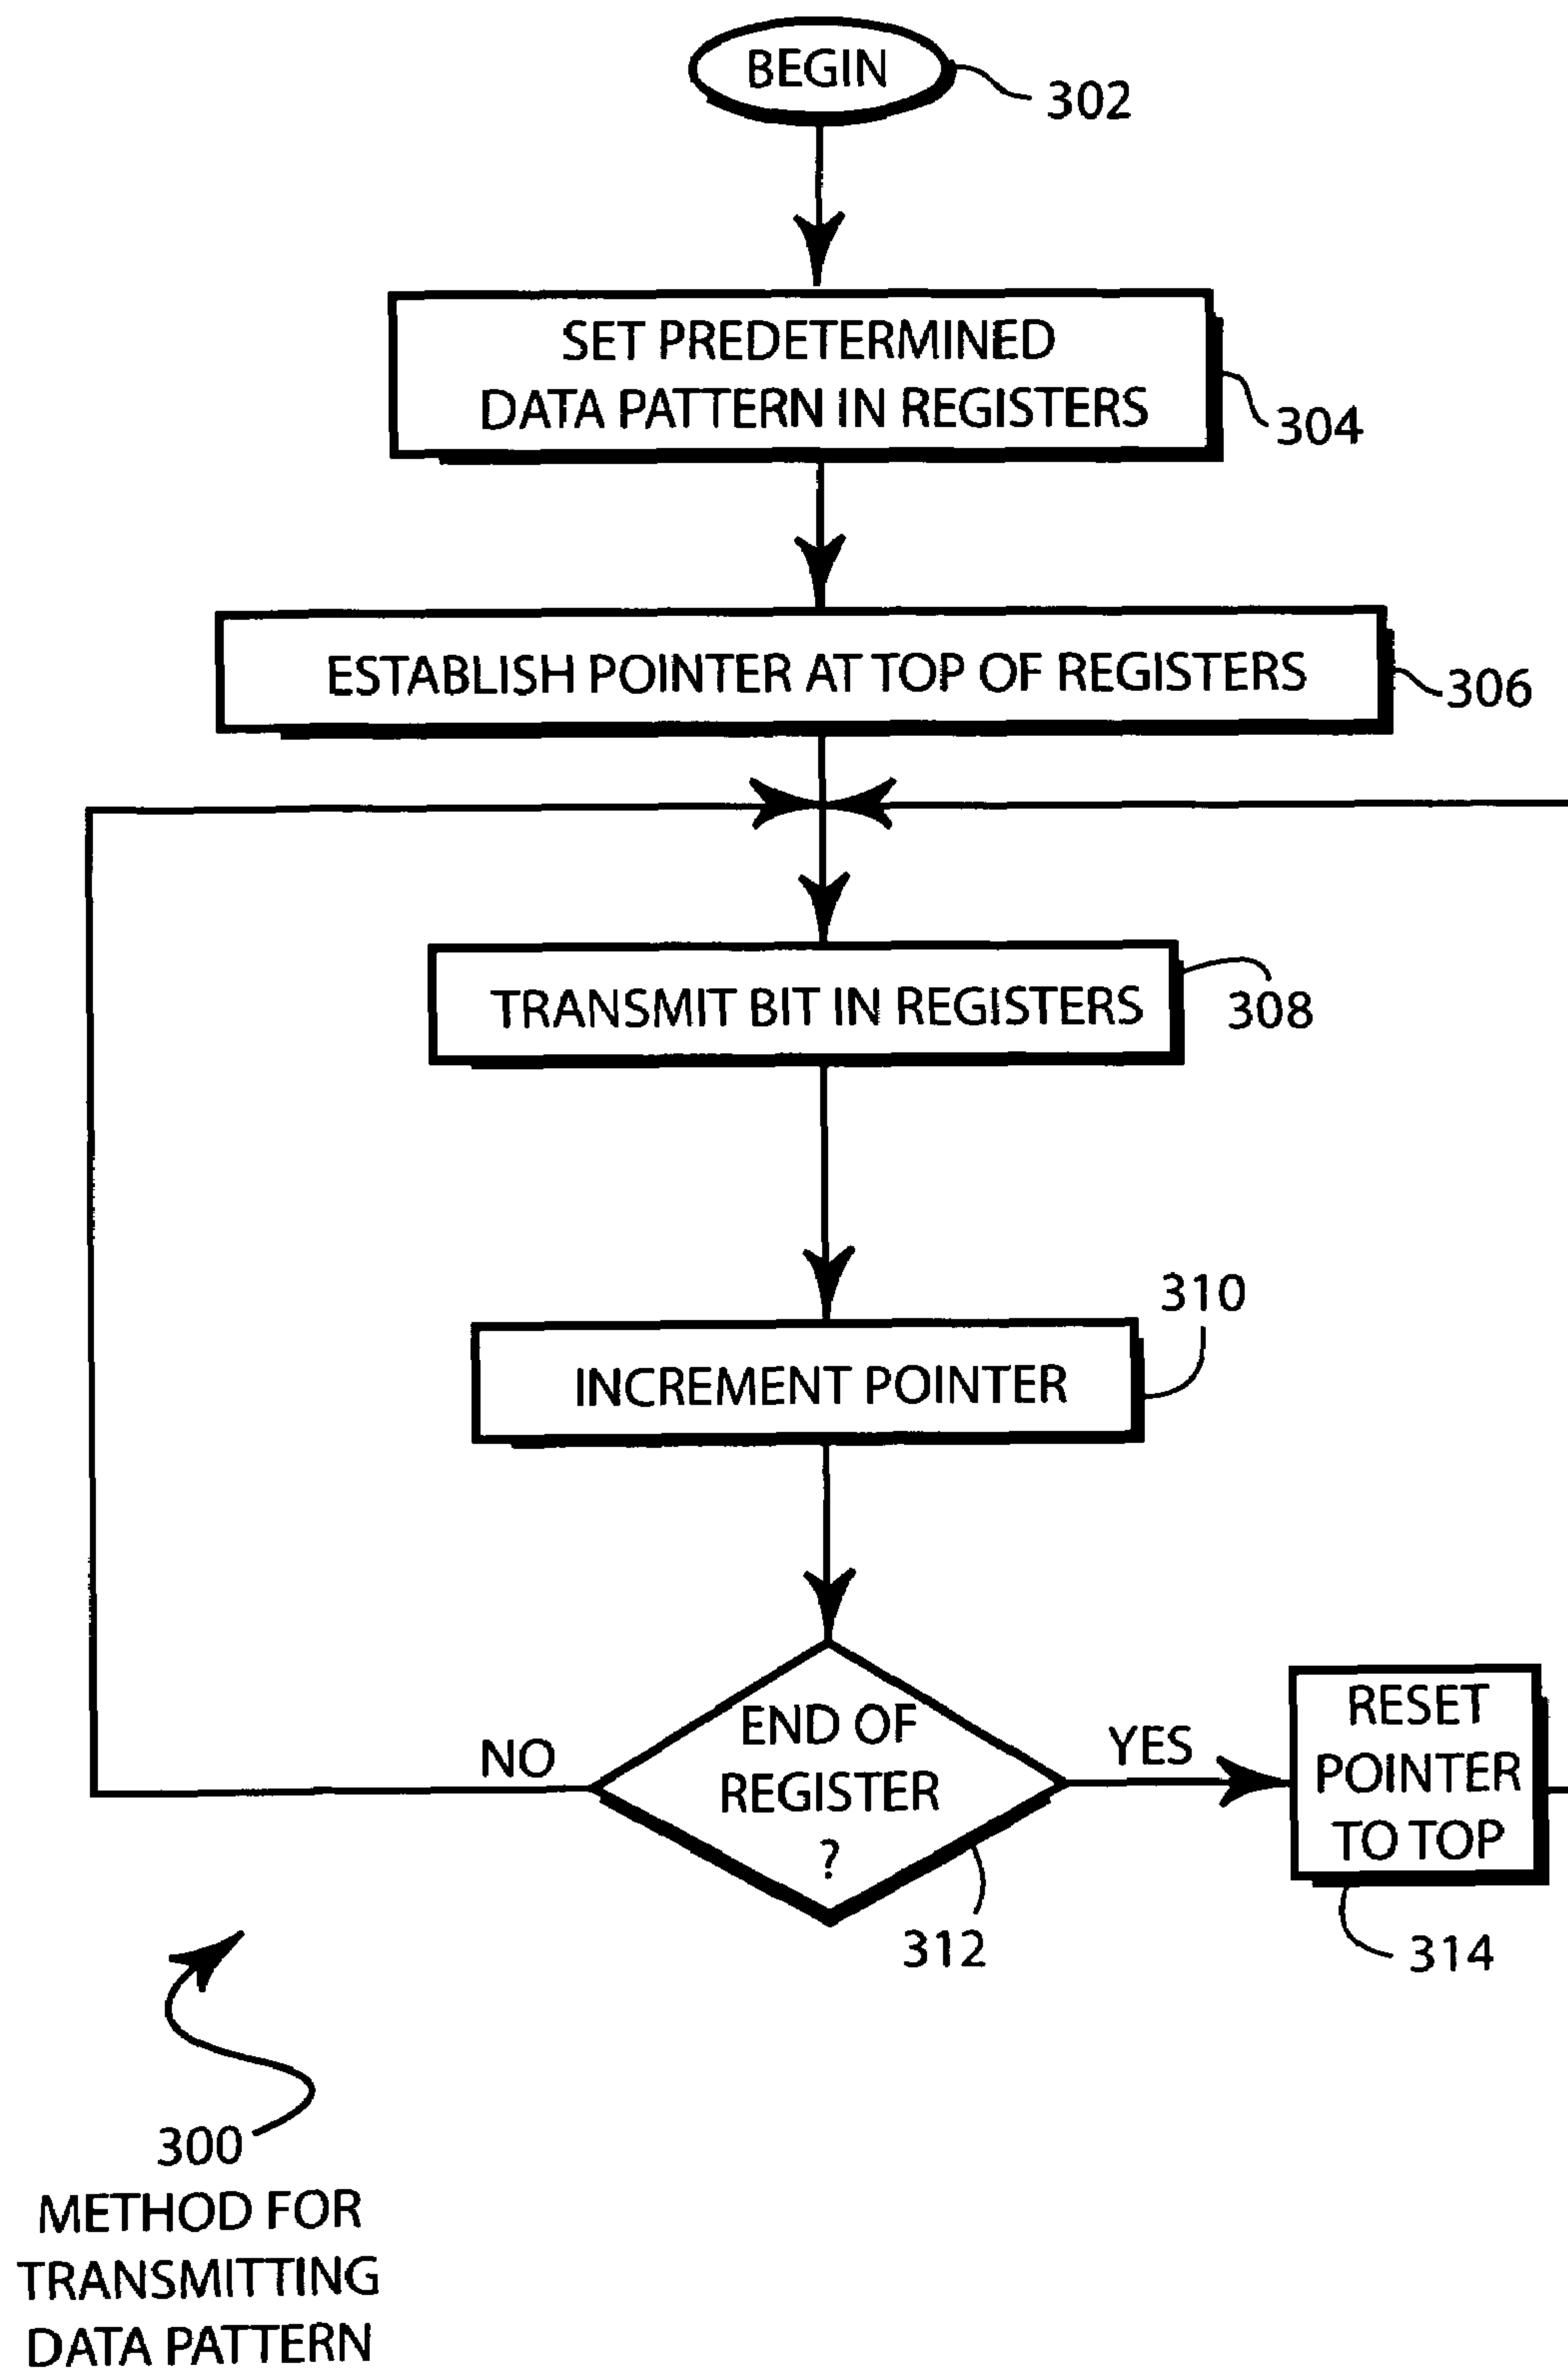 BEGIN
302
SET PREDETERMINED
DATA PATTERN IN REGISTERS
304
ESTABLISH POINTER AT TOP OF REGISTERS
306
TRANSMIT BIT IN REGISTERS
308
310
INCREMENT POINTER
END OF
REGISTER
?
NO
YES
RESET
POINTER
TO TOP
312
314
300
METHOD FOR
TRANSMITTING
DATA PATTERN